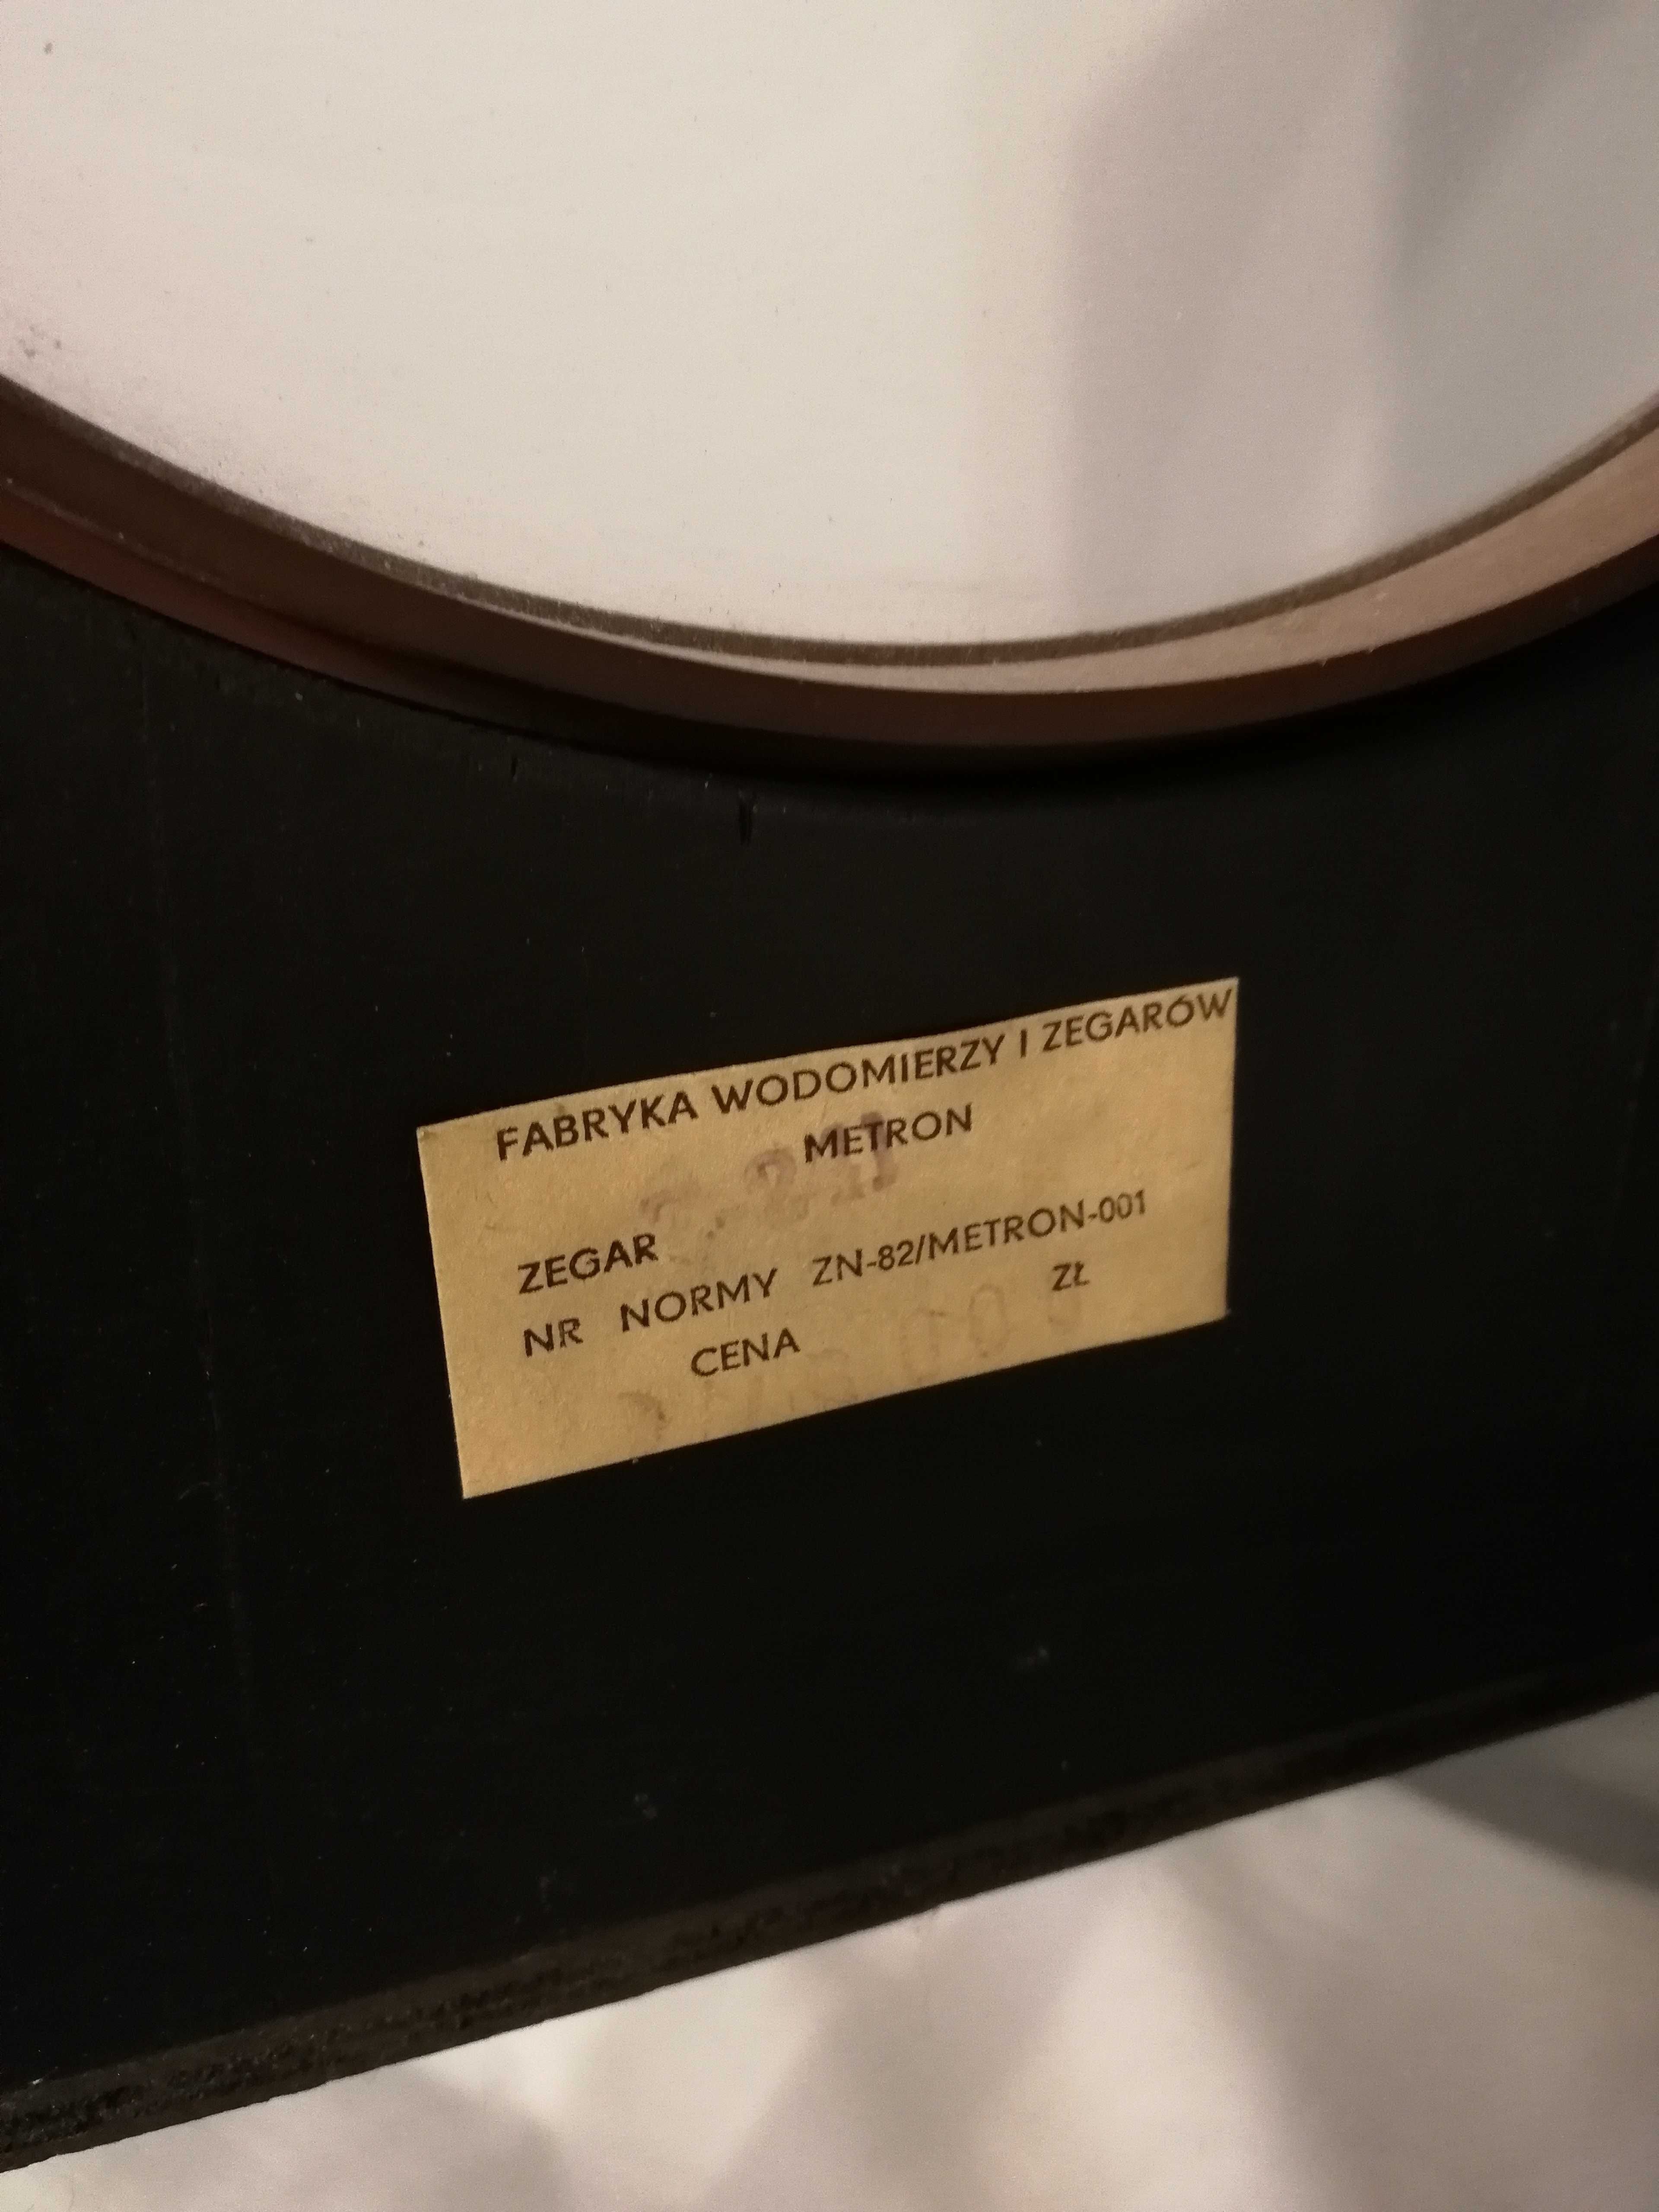 FABRYKA WODOMIERZY I ZEGARÓW
METRON
ZEGAR
NR NORMY ZN-82/METRON-001
CENA ZŁ